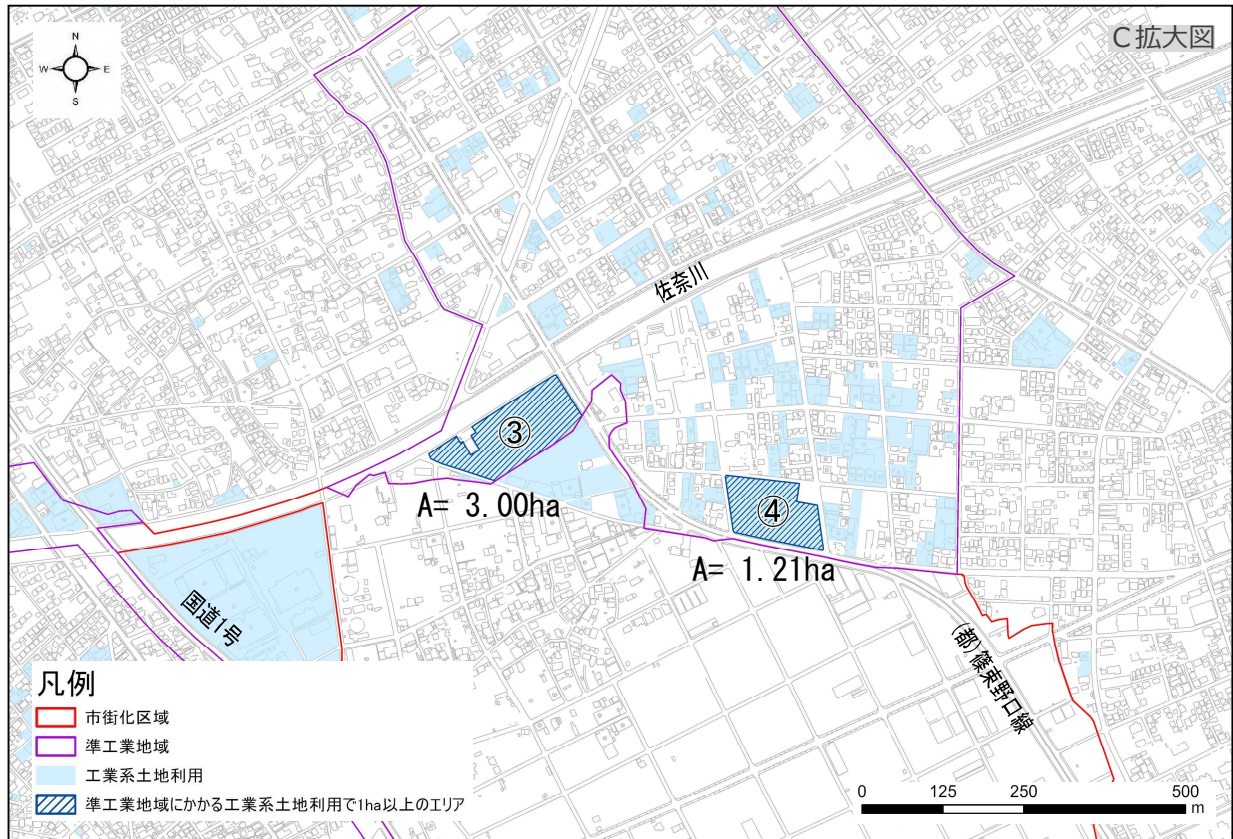 C拡大図
N
W
E
S
佐奈川
③
A= 3.00ha
④
A= 1.21ha
国道1号
(都)篠束野口線
凡例
市街化区域
準工業地域
工業系土地利用
準工業地域にかかる工業系土地利用で1ha以上のエリア
0 125 250 500
m